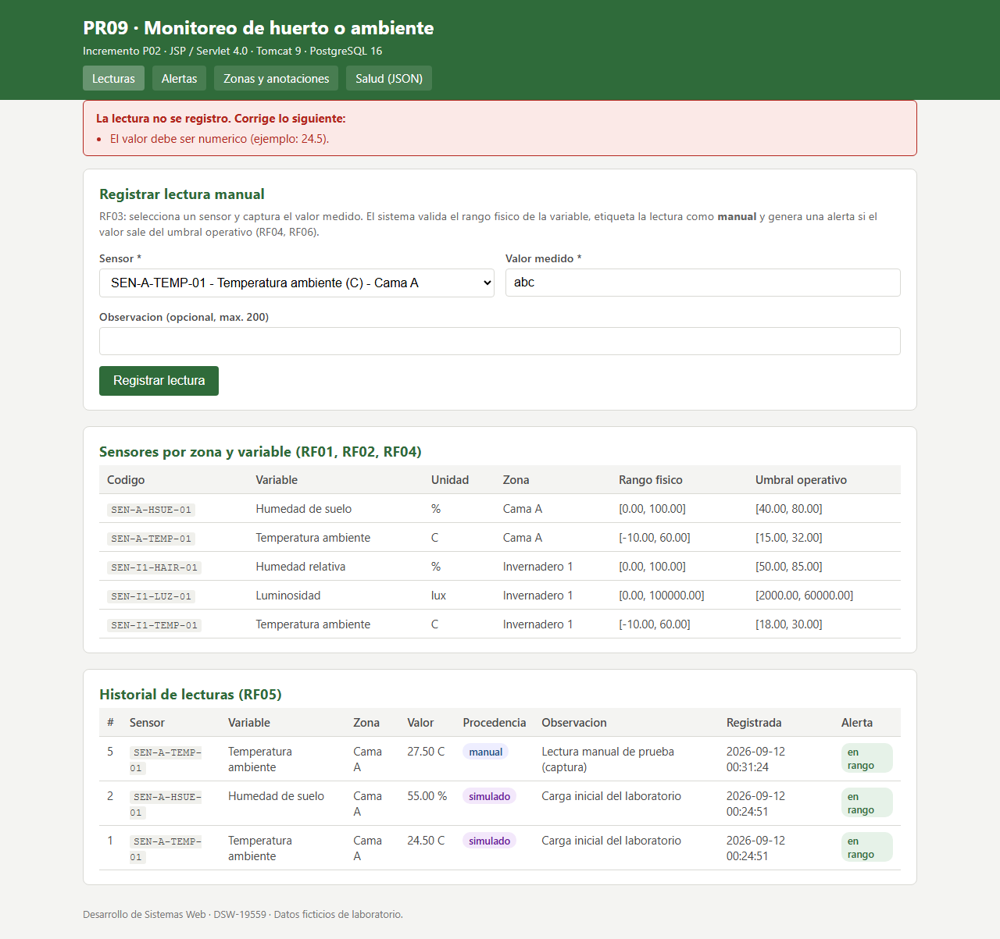 PR09 · Monitoreo de huerto o ambiente
Incremento P02 · JSP / Servlet 4.0 · Tomcat 9 · PostgreSQL 16
Lecturas Alertas Zonas y anotaciones Salud (JSON)
La lectura no se registro. Corrige lo siguiente:
• El valor debe ser numerico (ejemplo: 24.5).
Registrar lectura manual
RF03: selecciona un sensor y captura el valor medido. El sistema valida el rango fisico de la variable, etiqueta la lectura como manual y genera una alerta si el
valor sale del umbral operativo (RF04, RF06).
Sensor * Valor medido *
SEN-A-TEMP-01 - Temperatura ambiente (C) - Cama A abc
Observacion (opcional, max. 200)
Registrar lectura
Sensores por zona y variable (RF01, RF02, RF04)
Codigo Variable Unidad Zona Rango fisico Umbral operativo
SEN-A-HSUE-01 Humedad de suelo % Cama A [0.00, 100.00] [40.00, 80.00]
SEN-A-TEMP-01 Temperatura ambiente C Cama A [-10.00, 60.00] [15.00, 32.00]
SEN-I1-HAIR-01 Humedad relativa % Invernadero 1 [0.00, 100.00] [50.00, 85.00]
SEN-I1-LUZ-01 Luminosidad lux Invernadero 1 [0.00, 100000.00] [2000.00, 60000.00]
SEN-I1-TEMP-01 Temperatura ambiente C Invernadero 1 [-10.00, 60.00] [18.00, 30.00]
Historial de lecturas (RF05)
# Sensor Variable Zona Valor Procedencia Observacion Registrada Alerta
5 SEN-A-TEMP- Temperatura Cama 27.50 C manual Lectura manual de prueba 2026-09-12 en
01 ambiente A (captura) 00:31:24 rango
2 SEN-A-HSUE- Humedad de suelo Cama 55.00 % simulado Carga inicial del laboratorio 2026-09-12 en
01 A 00:24:51 rango
1 SEN-A-TEMP- Temperatura Cama 24.50 C simulado Carga inicial del laboratorio 2026-09-12 en
01 ambiente A 00:24:51 rango
Desarrollo de Sistemas Web · DSW-19559 · Datos ficticios de laboratorio.